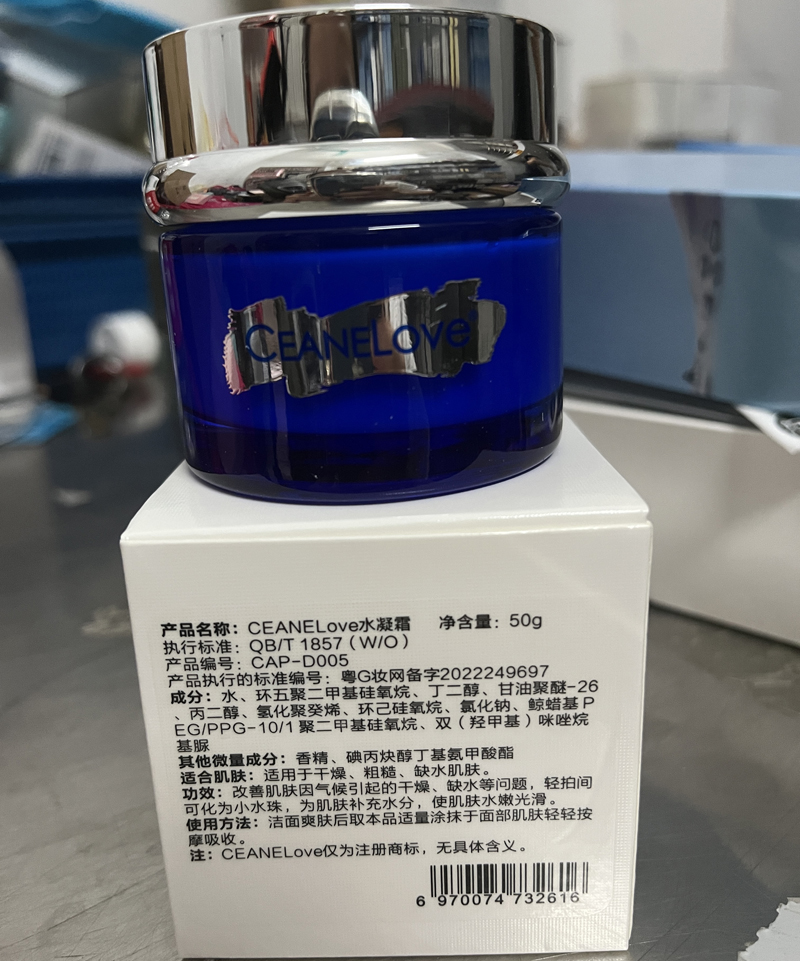 CEANELove
产品名称：CEANELove水凝霜 净含量：50g
执行标准：QB/T 1857（W/O）
产品编号：CAP-D005
产品执行的标准编号：粤G妆网备字2022249697
成分：水、环五聚二甲基硅氧烷、丁二醇、甘油聚醚-26
、丙二醇、氢化聚癸烯、环己硅氧烷、氯化钠、鲸蜡基P
EG/PPG-10/1聚二甲基硅氧烷、双（羟甲基）咪唑烷
基脲
其他微量成分：香精、碘丙炔醇丁基氨甲酸酯
适合肌肤：适用于干燥、粗糙、缺水肌肤。
功效：改善肌肤因气候引起的干燥、缺水等问题，轻拍间
可化为小水珠，为肌肤补充水分，使肌肤水嫩光滑。
使用方法：洁面爽肤后取本品适量涂抹于面部肌肤轻轻按
摩吸收。
注：CEANELove仅为注册商标，无具体含义。
6 970074 732616